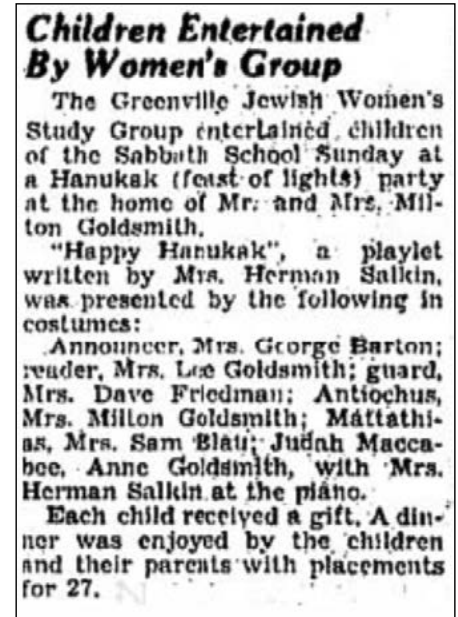 Children Entertained
By Women's Group
The Greenville Jewish Women's
Study Group entertained children
of the Sabbath School Sunday at
a Hanukak (feast of lights) party
at the home of Mr. and Mrs. Mil-
ton Goldsmith.
"Happy Hanukak", a playlet
written by Mrs. Herman Salkin,
was presented by the following in
costumes:
Announcer, Mrs. George Barton;
reader, Mrs. Lee Goldsmith; guard,
Mrs. Dave Friedman; Antiochus,
Mrs. Milton Goldsmith; Mattathi-
as, Mrs. Sam Blau; Judah Macca-
bee, Anne Goldsmith, with Mrs.
Herman Salkin at the piano.
Each child received a gift. A din-
ner was enjoyed by the children
and their parents with placements
for 27.